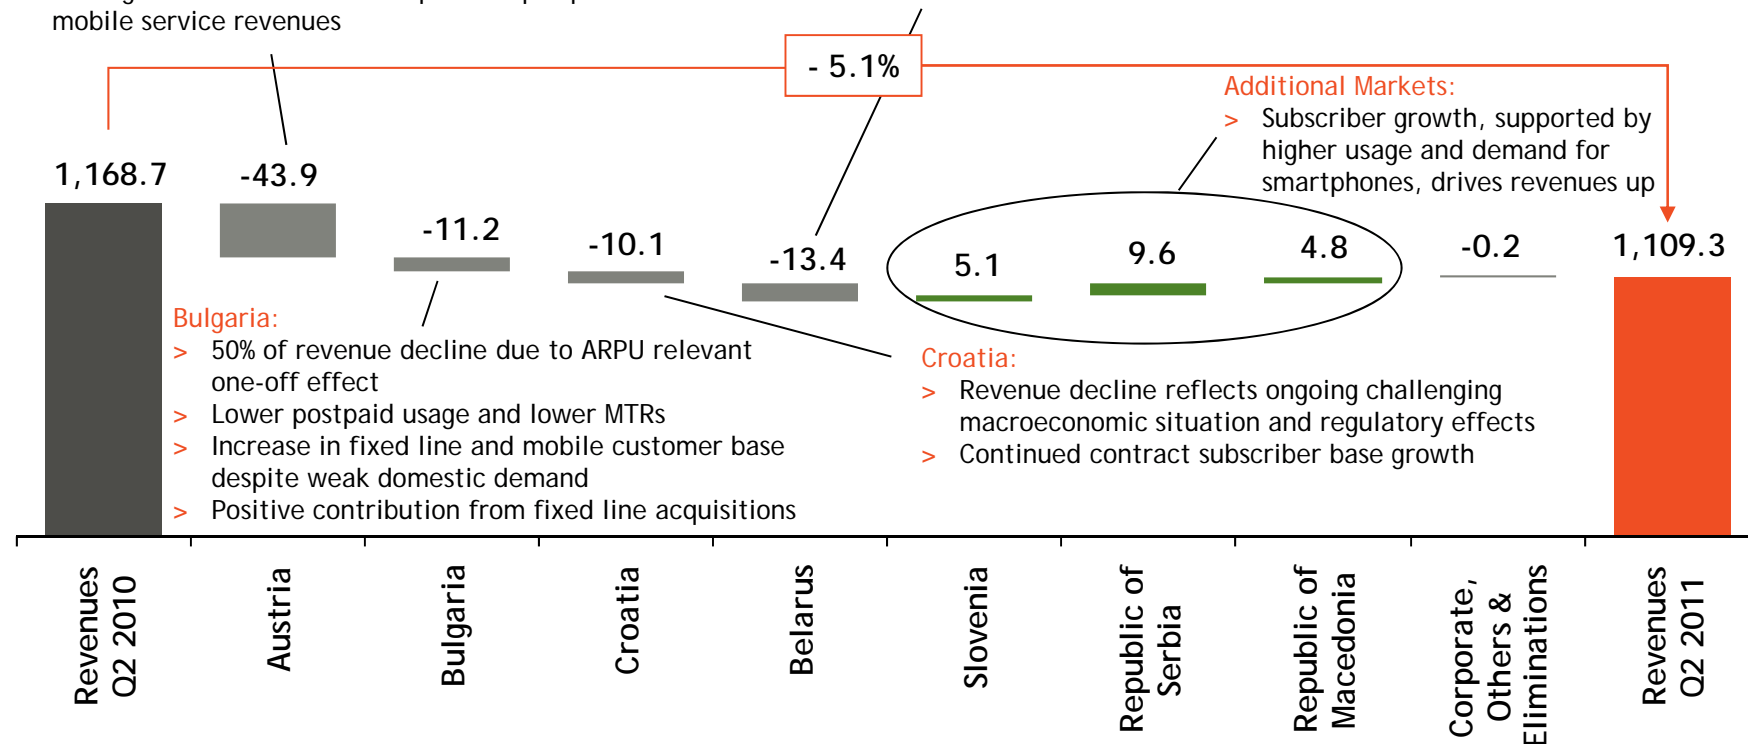 mobile service revenues
- 5.1%
Additional Markets:
> Subscriber growth, supported by
higher usage and demand for
smartphones, drives revenues up
1,168.7
-43.9
-11.2
-10.1
-13.4
5.1
9.6
4.8
-0.2
1,109.3
Bulgaria:
> 50% of revenue decline due to ARPU relevant
one-off effect
> Lower postpaid usage and lower MTRs
> Increase in fixed line and mobile customer base
despite weak domestic demand
> Positive contribution from fixed line acquisitions
Croatia:
> Revenue decline reflects ongoing challenging
macroeconomic situation and regulatory effects
> Continued contract subscriber base growth
Revenues
Q2 2010
Austria
Bulgaria
Croatia
Belarus
Slovenia
Republic of
Serbia
Republic of
Macedonia
Corporate,
Others &
Eliminations
Revenues
Q2 2011